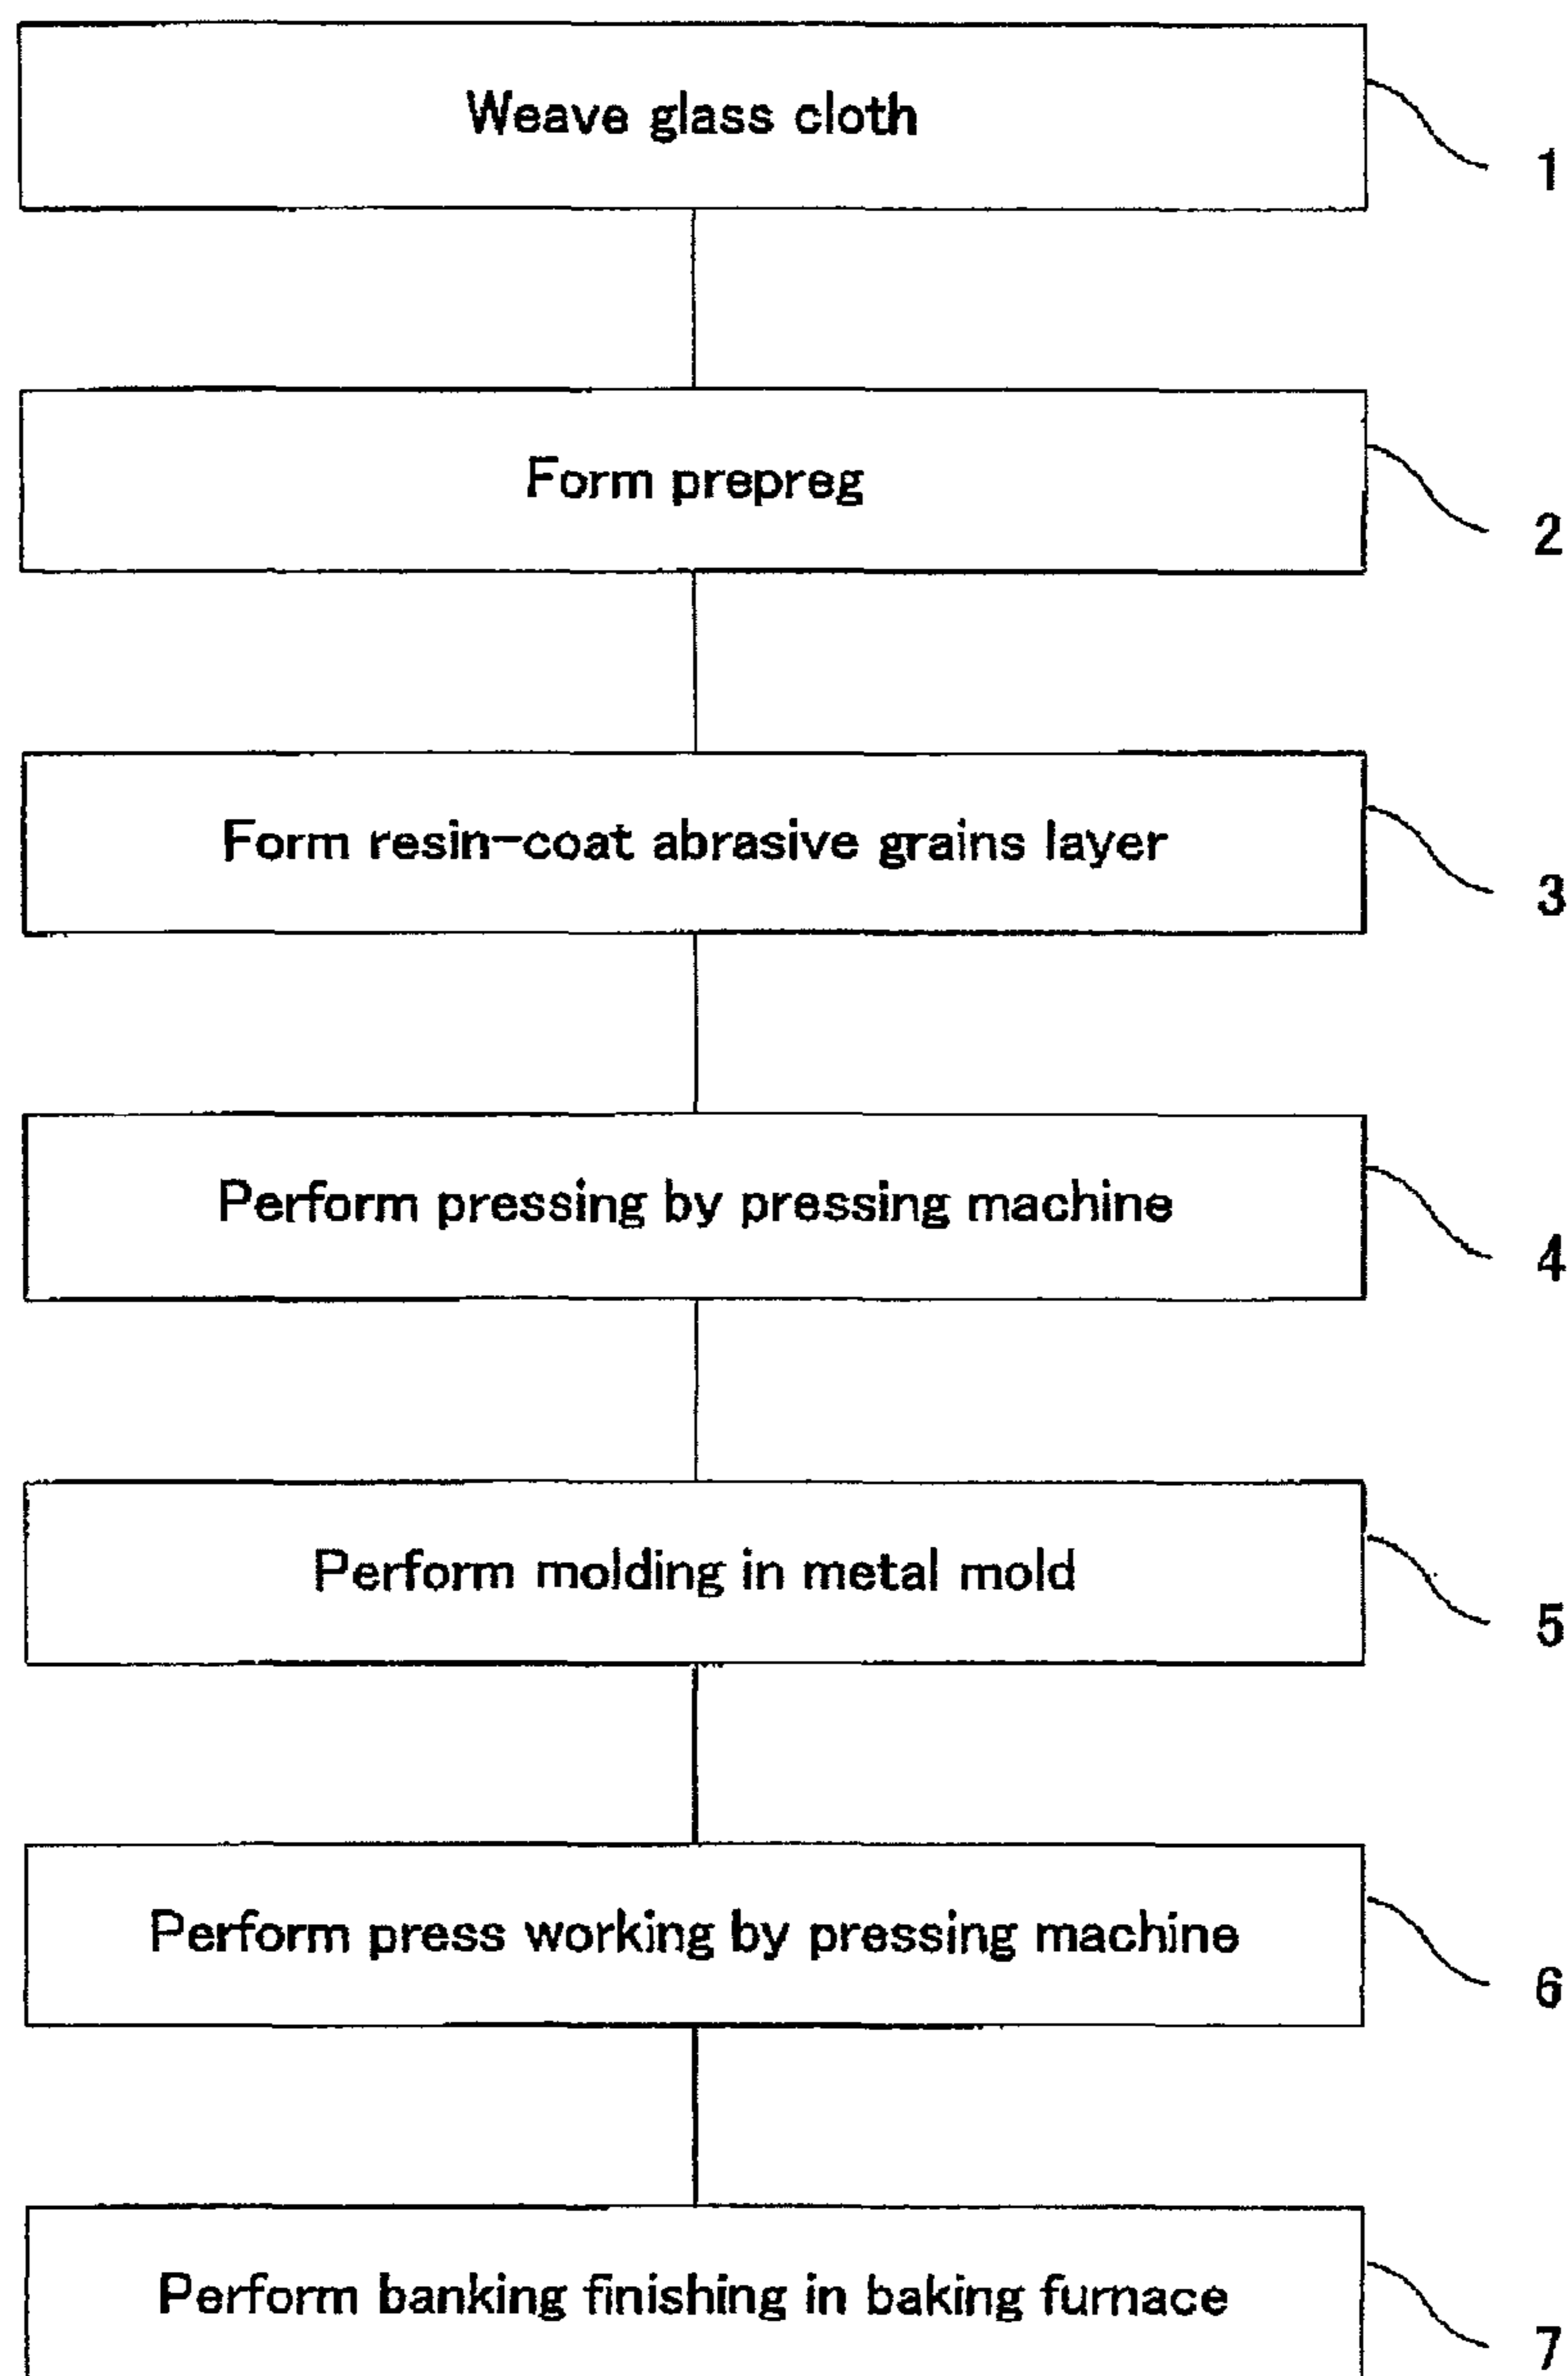 Weave glass cloth
1
Form prepreg
2
Form resin-coat abrasive grains layer
3
Perform pressing by pressing machine
4
Perform molding in metal mold
5
Perform press working by pressing machine
6
Perform banking finishing in baking furnace
7